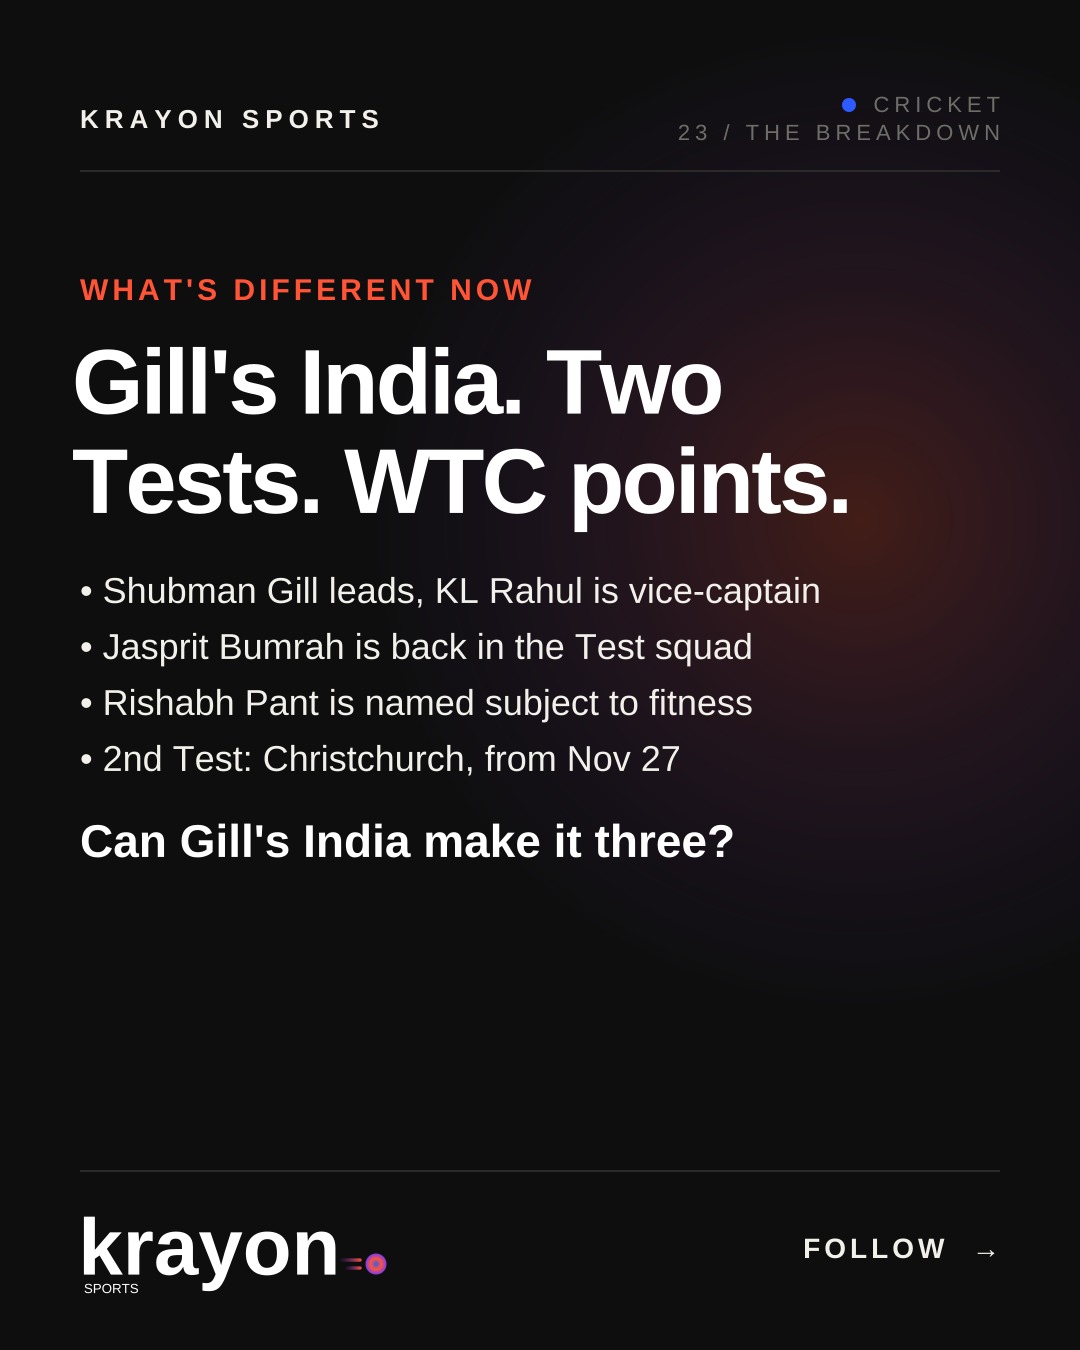 KRAYON SPORTS
CRICKET
23 / THE BREAKDOWN
WHAT'S DIFFERENT NOW
Gill's India. Two
Tests. WTC points.
• Shubman Gill leads, KL Rahul is vice-captain
• Jasprit Bumrah is back in the Test squad
• Rishabh Pant is named subject to fitness
• 2nd Test: Christchurch, from Nov 27
Can Gill's India make it three?
krayon
SPORTS
FOLLOW →